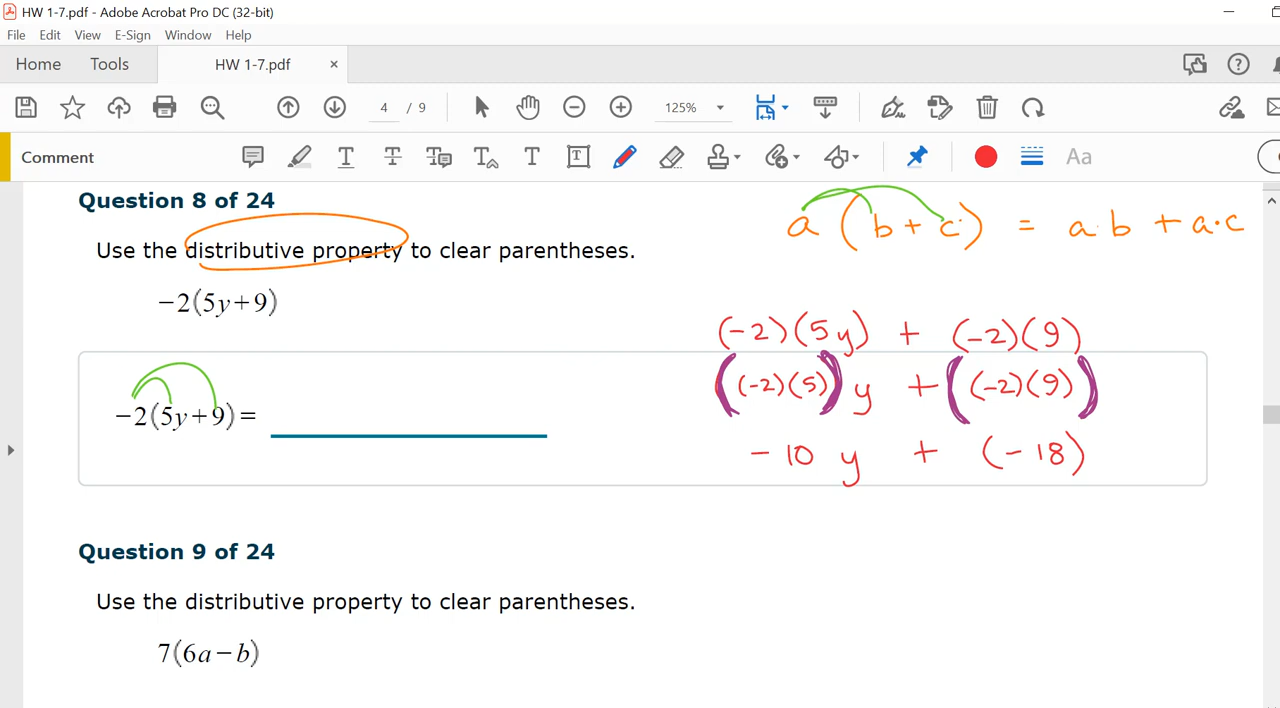 HW 1-7.pdf - Adobe Acrobat Pro DC (32-bit)
File Edit View E-Sign Window Help
Home Tools HW 1-7.pdf ×
4 / 9 125%
Comment Aa
Question 8 of 24
a (b + c) = a·b + a·c
Use the distributive property to clear parentheses.
−2(5y+9)
(-2)(5y) + (-2)(9)
((-2)(5)) y + ((-2)(9))
−2(5y+9)=
-10 y + (-18)
Question 9 of 24
Use the distributive property to clear parentheses.
7(6a−b)